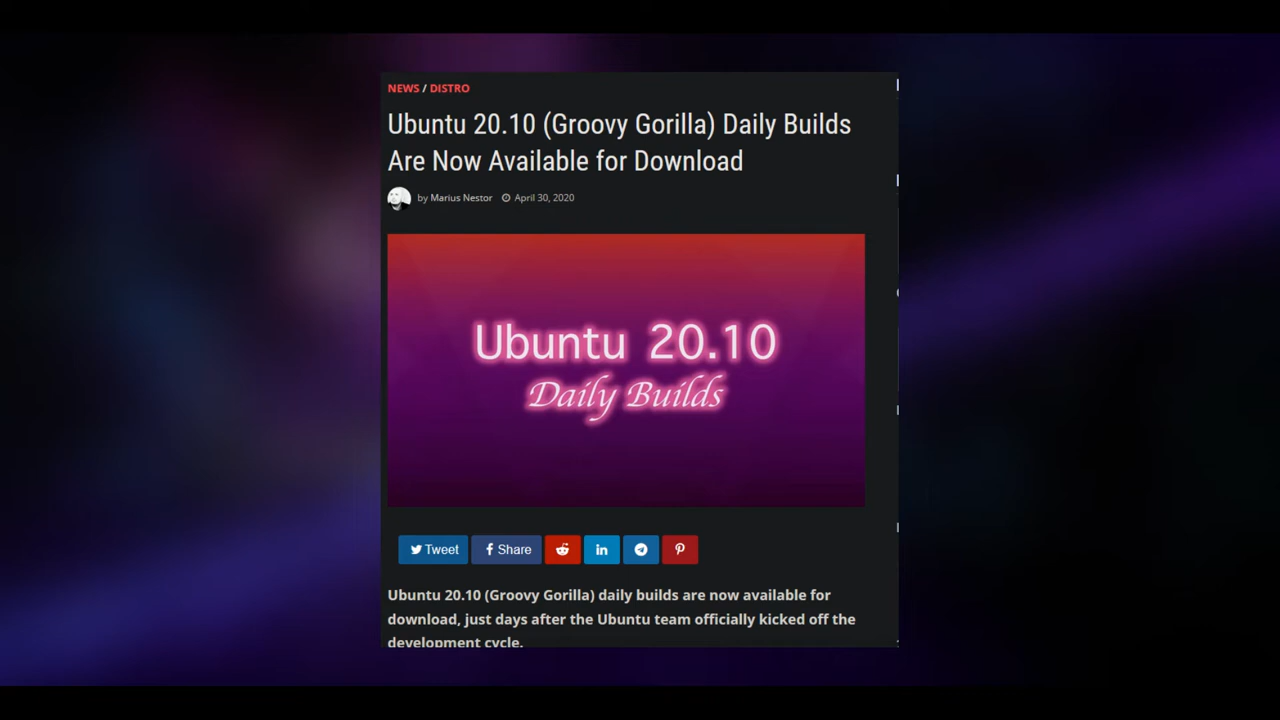 NEWS / DISTRO
Ubuntu 20.10 (Groovy Gorilla) Daily Builds
Are Now Available for Download
by Marius Nestor April 30, 2020
Ubuntu 20.10
Daily Builds
Tweet Share
Ubuntu 20.10 (Groovy Gorilla) daily builds are now available for
download, just days after the Ubuntu team officially kicked off the
development cycle.